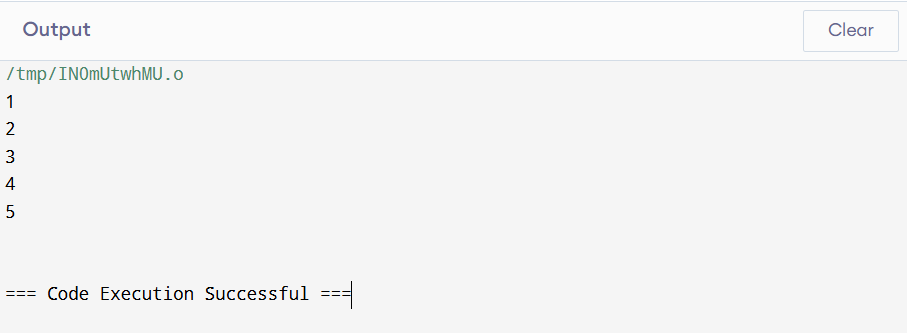 Output
Clear
/tmp/INOmUtwhMU.o
1
2
3
4
5
=== Code Execution Successful ===